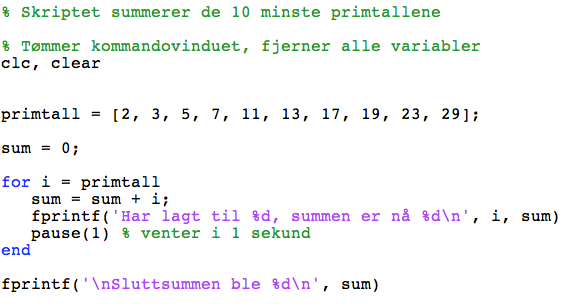 % Skriptet summerer de 10 minste primtallene
% Tømmer kommandovinduet, fjerner alle variabler
clc, clear
primtall = [2, 3, 5, 7, 11, 13, 17, 19, 23, 29];
sum = 0;
for i = primtall
   sum = sum + i;
   fprintf('Har lagt til %d, summen er nå %d\n', i, sum)
   pause(1) % venter i 1 sekund
end
fprintf('\nSluttsummen ble %d\n', sum)